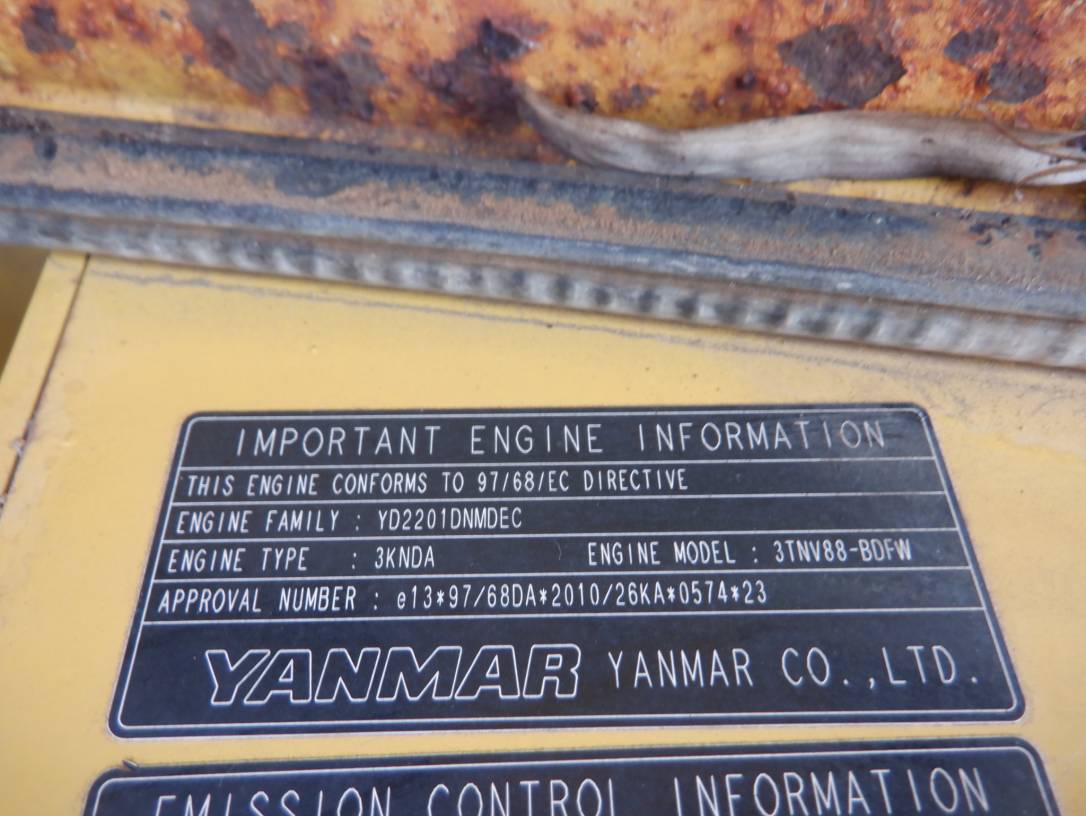 IMPORTANT ENGINE INFORMATION
THIS ENGINE CONFORMS TO 97/68/EC DIRECTIVE
ENGINE FAMILY : YD2201DNMDEC
ENGINE TYPE : 3KNDA ENGINE MODEL : 3TNV88-BDFW
APPROVAL NUMBER : e13*97/68DA*2010/26KA*0574*23
YANMAR YANMAR CO.,LTD.
EMISSION CONTROL INFORMATION